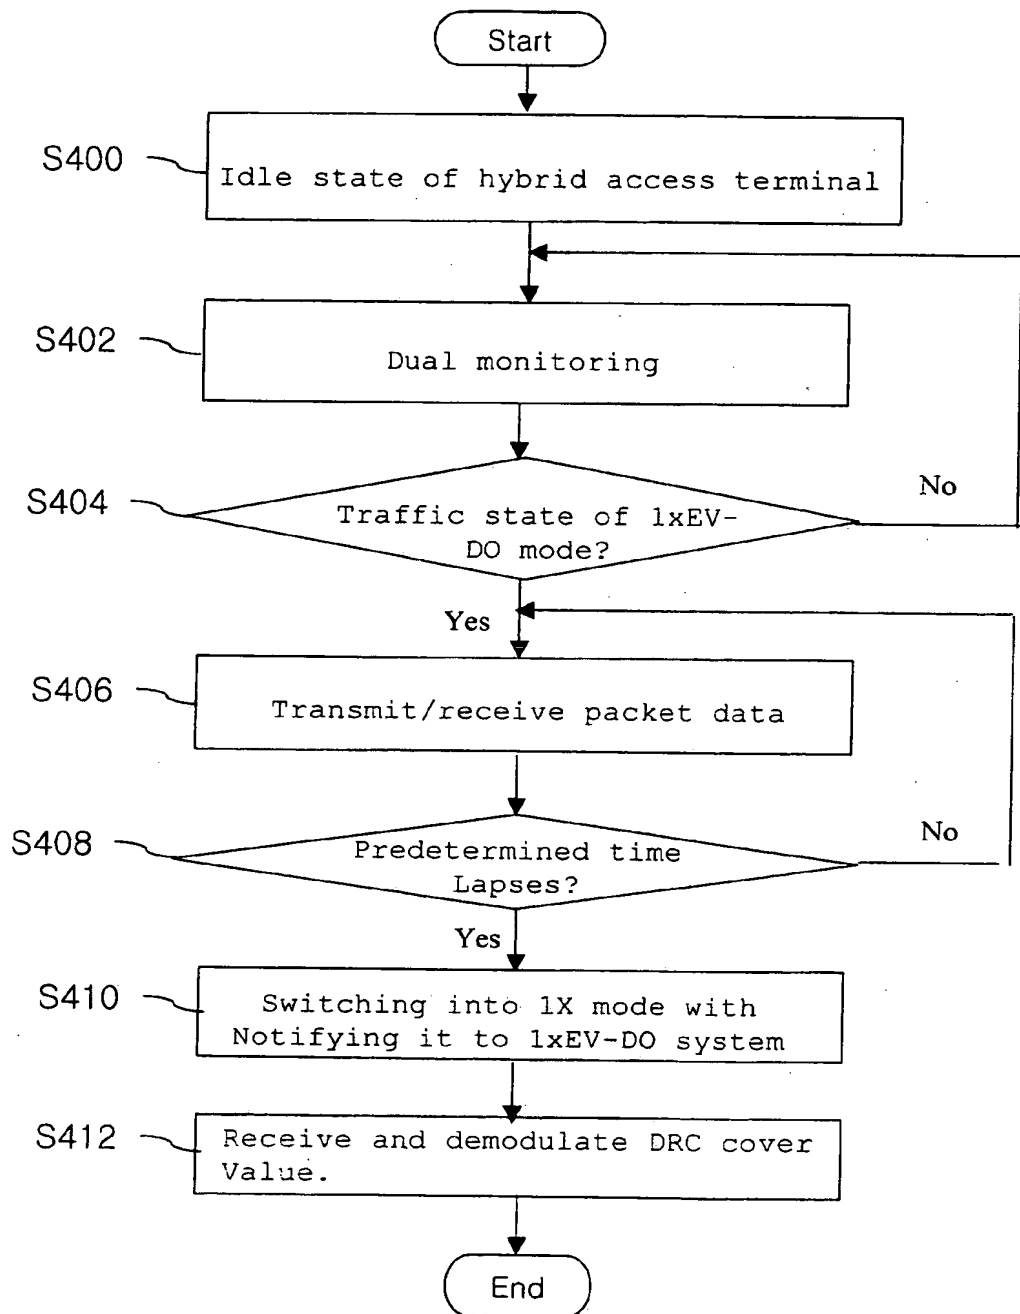 Start
S400
Idle state of hybrid access terminal
S402
Dual monitoring
S404
Traffic state of 1xEV-
DO mode?
No
Yes
S406
Transmit/receive packet data
S408
Predetermined time
Lapses?
No
Yes
S410
Switching into 1X mode with
Notifying it to 1xEV-DO system
S412
Receive and demodulate DRC cover
Value.
End